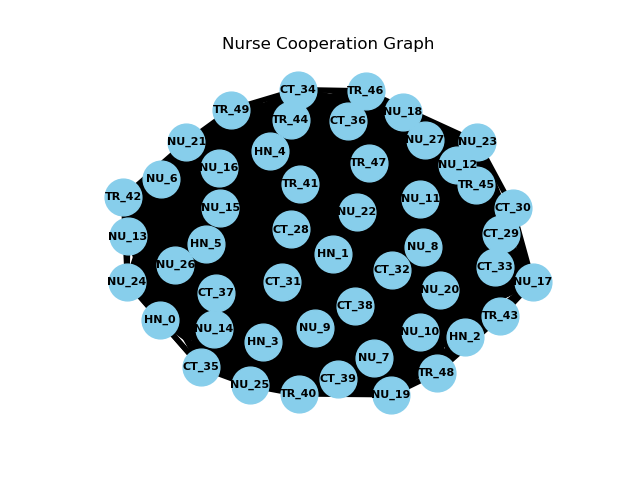 Nurse Cooperation Graph
CT_34
TR_46
TR_49
NU_18
TR_44
CT_36
NU_27
NU_21
NU_23
HN_4
TR_47
NU_12
NU_16
NU_6
TR_41
TR_45
TR_42
NU_11
NU_15
CT_30
NU_22
CT_28
CT_29
NU_13
HN_5
NU_8
HN_1
NU_26
CT_33
CT_32
NU_24
CT_31
NU_17
NU_20
CT_37
CT_38
TR_43
HN_0
NU_9
NU_14
NU_10
HN_2
HN_3
NU_7
CT_35
TR_48
CT_39
NU_25
TR_40
NU_19